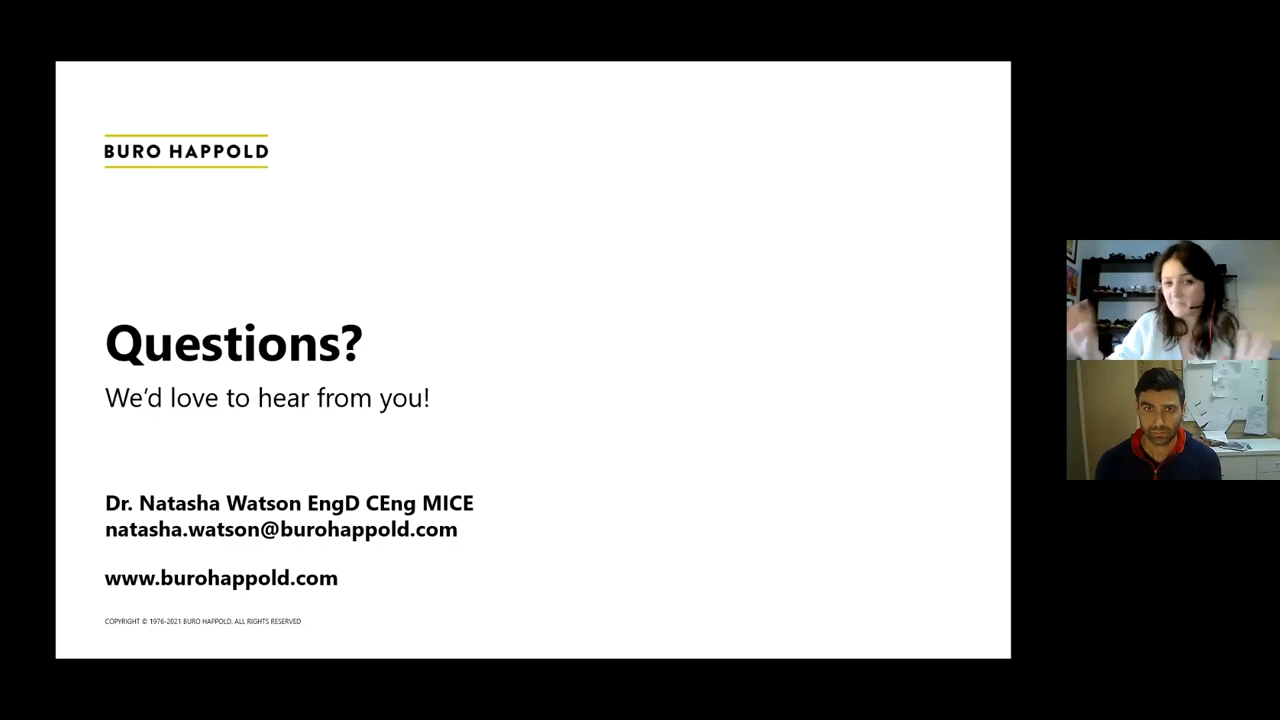 BURO HAPPOLD
Questions?
We'd love to hear from you!
Dr. Natasha Watson EngD CEng MICE
natasha.watson@burohappold.com
www.burohappold.com
COPYRIGHT © 1976-2021 BURO HAPPOLD. ALL RIGHTS RESERVED